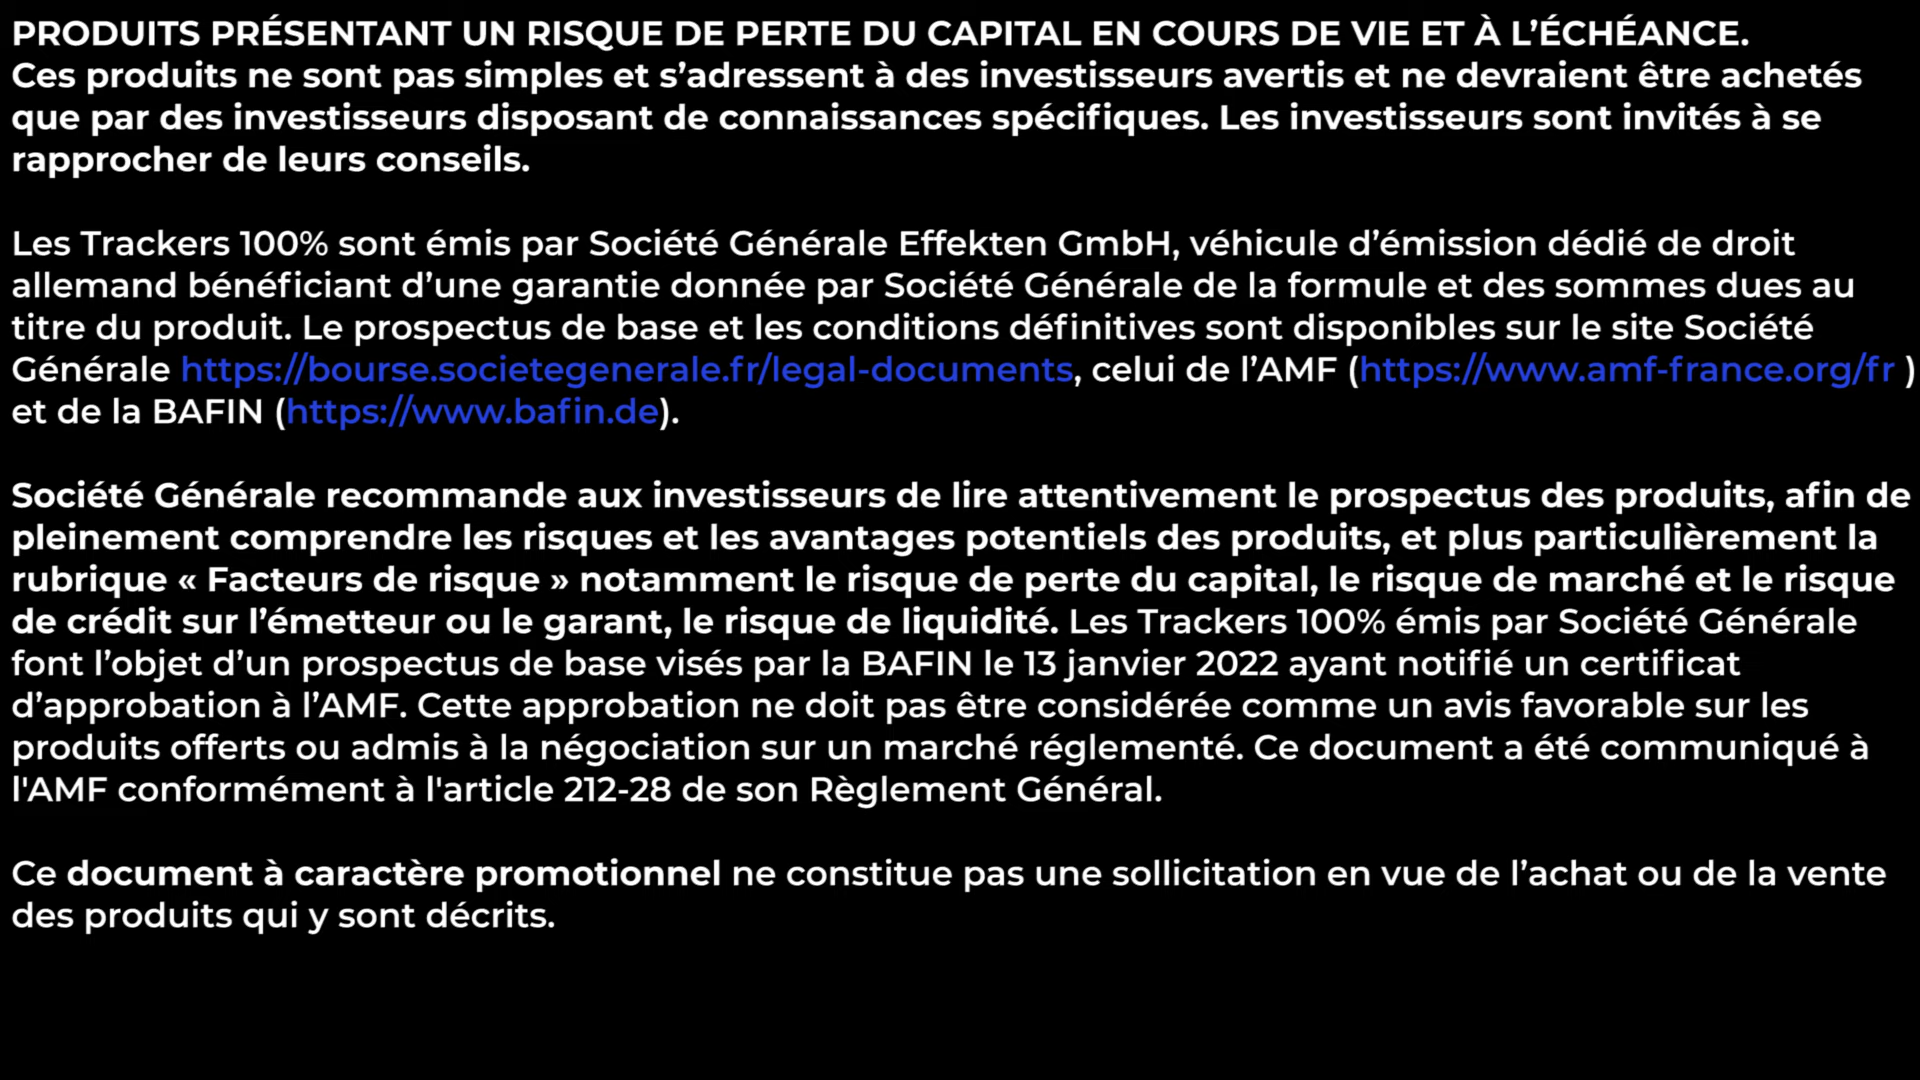 PRODUITS PRÉSENTANT UN RISQUE DE PERTE DU CAPITAL EN COURS DE VIE ET À L’ÉCHÉANCE.
Ces produits ne sont pas simples et s’adressent à des investisseurs avertis et ne devraient être achetés
que par des investisseurs disposant de connaissances spécifiques. Les investisseurs sont invités à se
rapprocher de leurs conseils.
Les Trackers 100% sont émis par Société Générale Effekten GmbH, véhicule d’émission dédié de droit
allemand bénéficiant d’une garantie donnée par Société Générale de la formule et des sommes dues au
titre du produit. Le prospectus de base et les conditions définitives sont disponibles sur le site Société
Générale https://bourse.societegenerale.fr/legal-documents, celui de l’AMF (https://www.amf-france.org/fr )
et de la BAFIN (https://www.bafin.de).
Société Générale recommande aux investisseurs de lire attentivement le prospectus des produits, afin de
pleinement comprendre les risques et les avantages potentiels des produits, et plus particulièrement la
rubrique « Facteurs de risque » notamment le risque de perte du capital, le risque de marché et le risque
de crédit sur l’émetteur ou le garant, le risque de liquidité. Les Trackers 100% émis par Société Générale
font l’objet d’un prospectus de base visés par la BAFIN le 13 janvier 2022 ayant notifié un certificat
d’approbation à l’AMF. Cette approbation ne doit pas être considérée comme un avis favorable sur les
produits offerts ou admis à la négociation sur un marché réglementé. Ce document a été communiqué à
l'AMF conformément à l'article 212-28 de son Règlement Général.
Ce document à caractère promotionnel ne constitue pas une sollicitation en vue de l’achat ou de la vente
des produits qui y sont décrits.